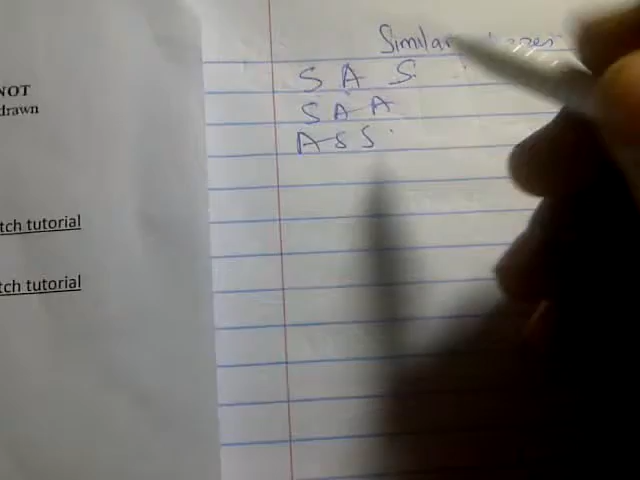 Similar
S A S
S A A
A S S
NOT
drawn
tch tutorial
tch tutorial